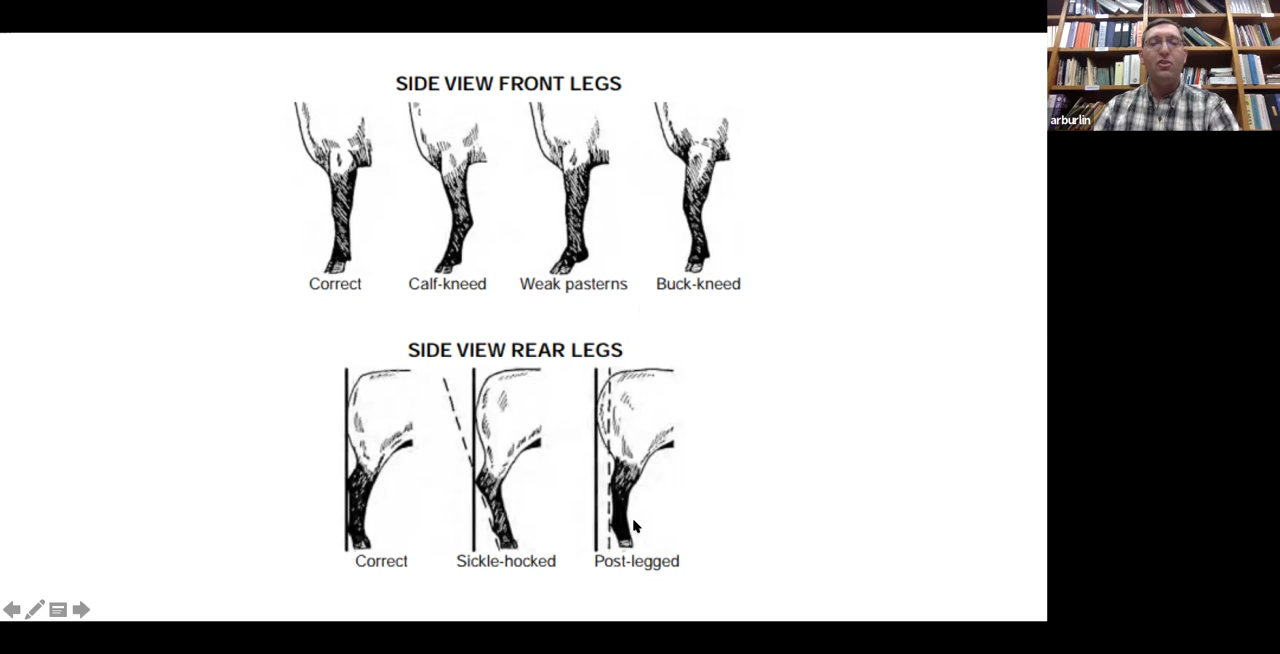 SIDE VIEW FRONT LEGS
Correct Calf-kneed Weak pasterns Buck-kneed
SIDE VIEW REAR LEGS
Correct Sickle-hocked Post-legged
arburlin